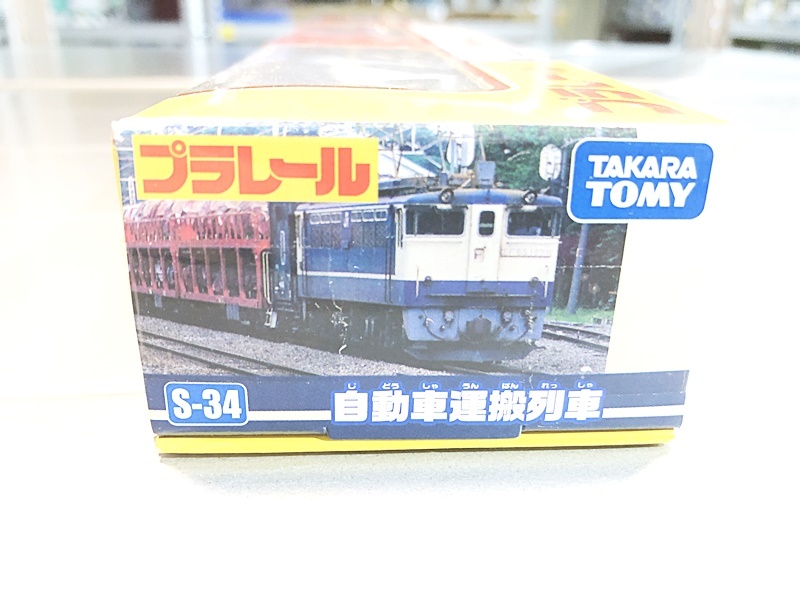 プラレール
TAKARA
TOMY
S-34
じどうしゃうんぱんれっしゃ
自動車運搬列車